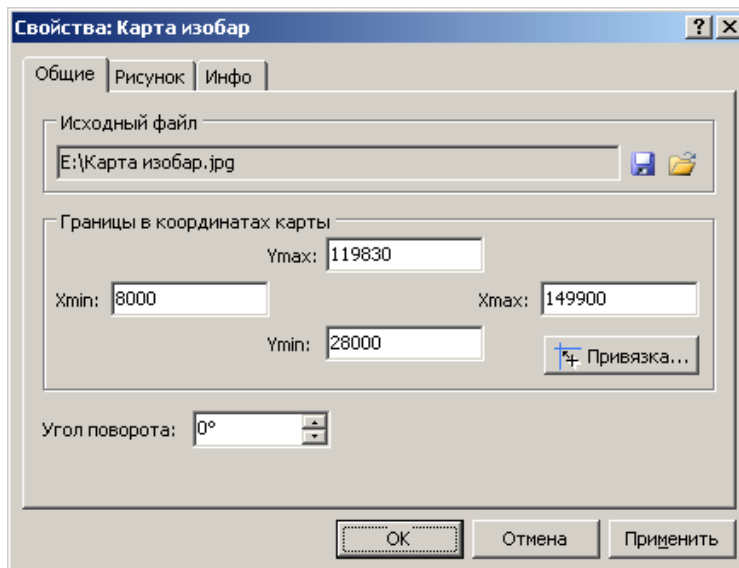 Свойства: Карта изобар
Общие Рисунок Инфо
Исходный файл
E:\Карта изобар.jpg
Границы в координатах карты
Ymax: 119830
Xmin: 8000 Xmax: 149900
Ymin: 28000
Привязка...
Угол поворота: 0°
OK Отмена Применить